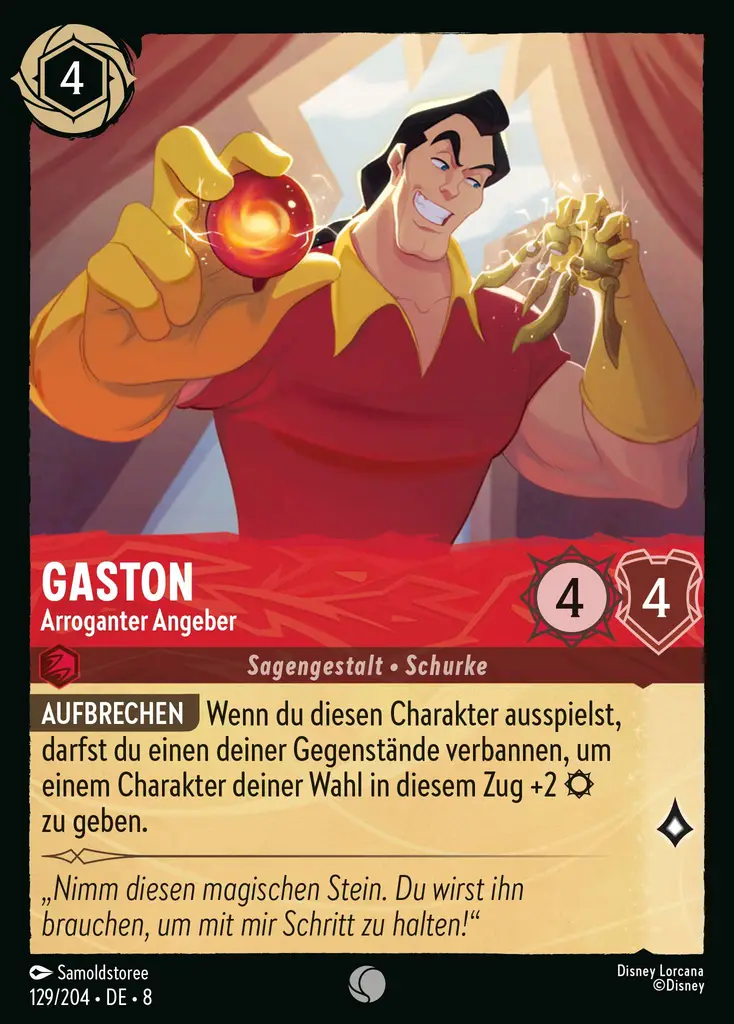 4
GASTON
Arroganter Angeber
4
4
Sagengestalt • Schurke
AUFBRECHEN Wenn du diesen Charakter ausspielst,
darfst du einen deiner Gegenstände verbannen, um
einem Charakter deiner Wahl in diesem Zug +2
zu geben.
„Nimm diesen magischen Stein. Du wirst ihn
brauchen, um mit mir Schritt zu halten!“
Samoldstoree
129/204 • DE • 8
Disney Lorcana
©Disney